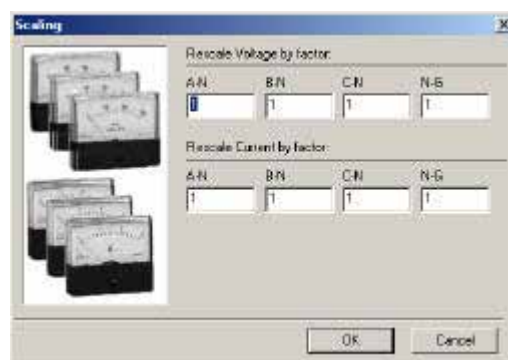 Scaling
Rescale Voltage by factor:
A-N B-N C-N N-G
1 1 1 1
Rescale Current by factor:
A-N B-N C-N N-G
1 1 1 1
OK Cancel